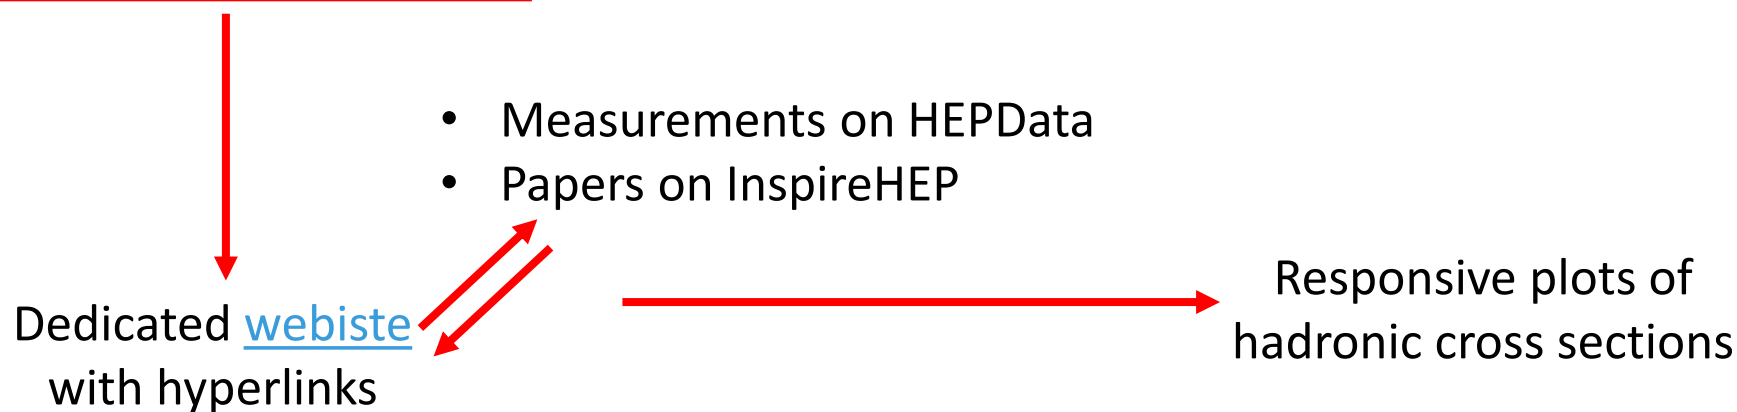 • Measurements on HEPData
• Papers on InspireHEP
Dedicated webiste
with hyperlinks
Responsive plots of
hadronic cross sections